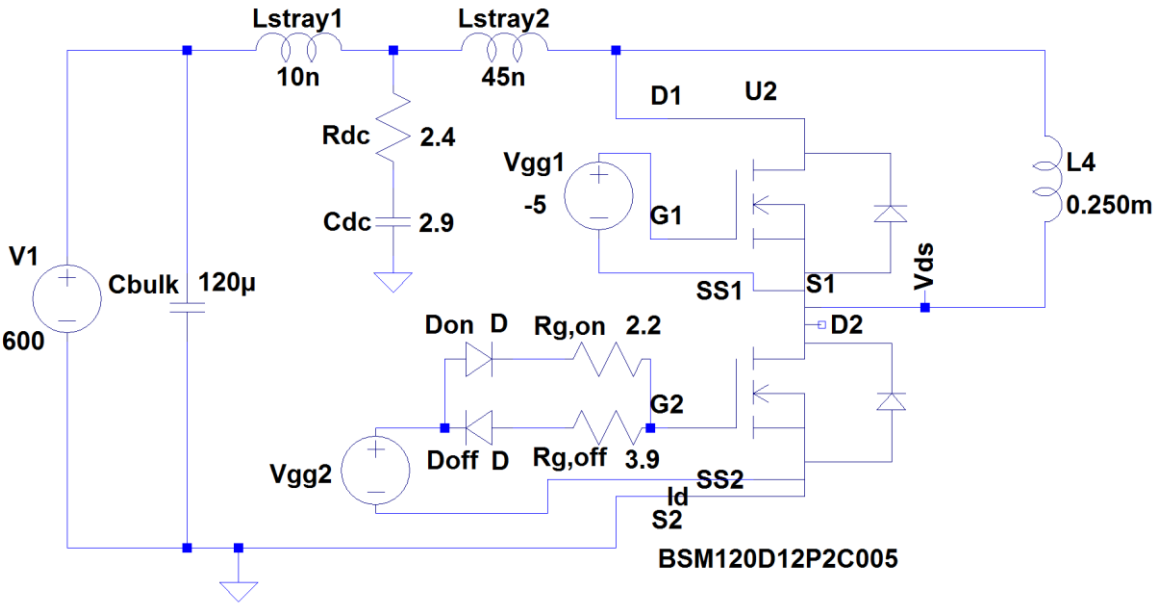 Lstray1 Lstray2
10n 45n
D1 U2
Rdc 2.4
Vgg1
-5
L4
0.250m
G1
Cdc 2.9
V1
Cbulk 120µ
600
SS1 S1 Vds
Don D Rg,on 2.2
D2
G2
Doff D Rg,off 3.9
Vgg2
SS2
Id
S2
BSM120D12P2C005